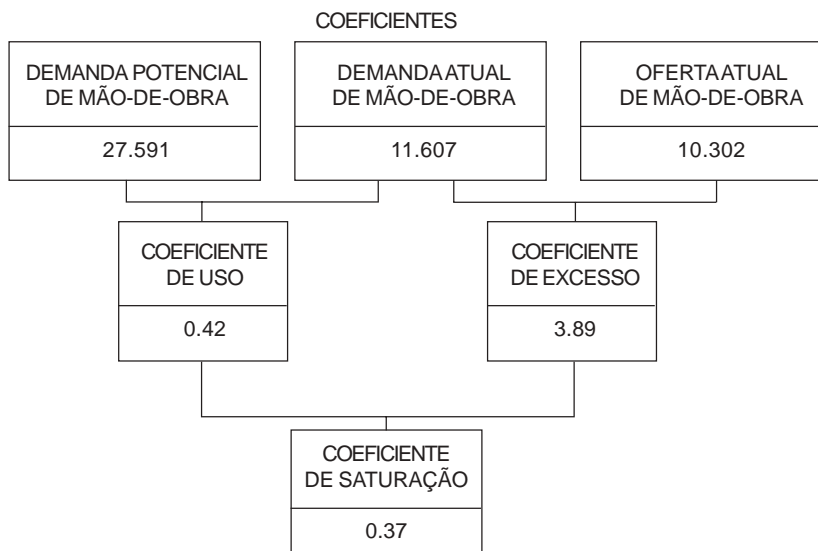 COEFICIENTES
DEMANDA POTENCIAL
DE MÃO-DE-OBRA
27.591
DEMANDA ATUAL
DE MÃO-DE-OBRA
11.607
OFERTA ATUAL
DE MÃO-DE-OBRA
10.302
COEFICIENTE
DE USO
0.42
COEFICIENTE
DE EXCESSO
3.89
COEFICIENTE
DE SATURAÇÃO
0.37